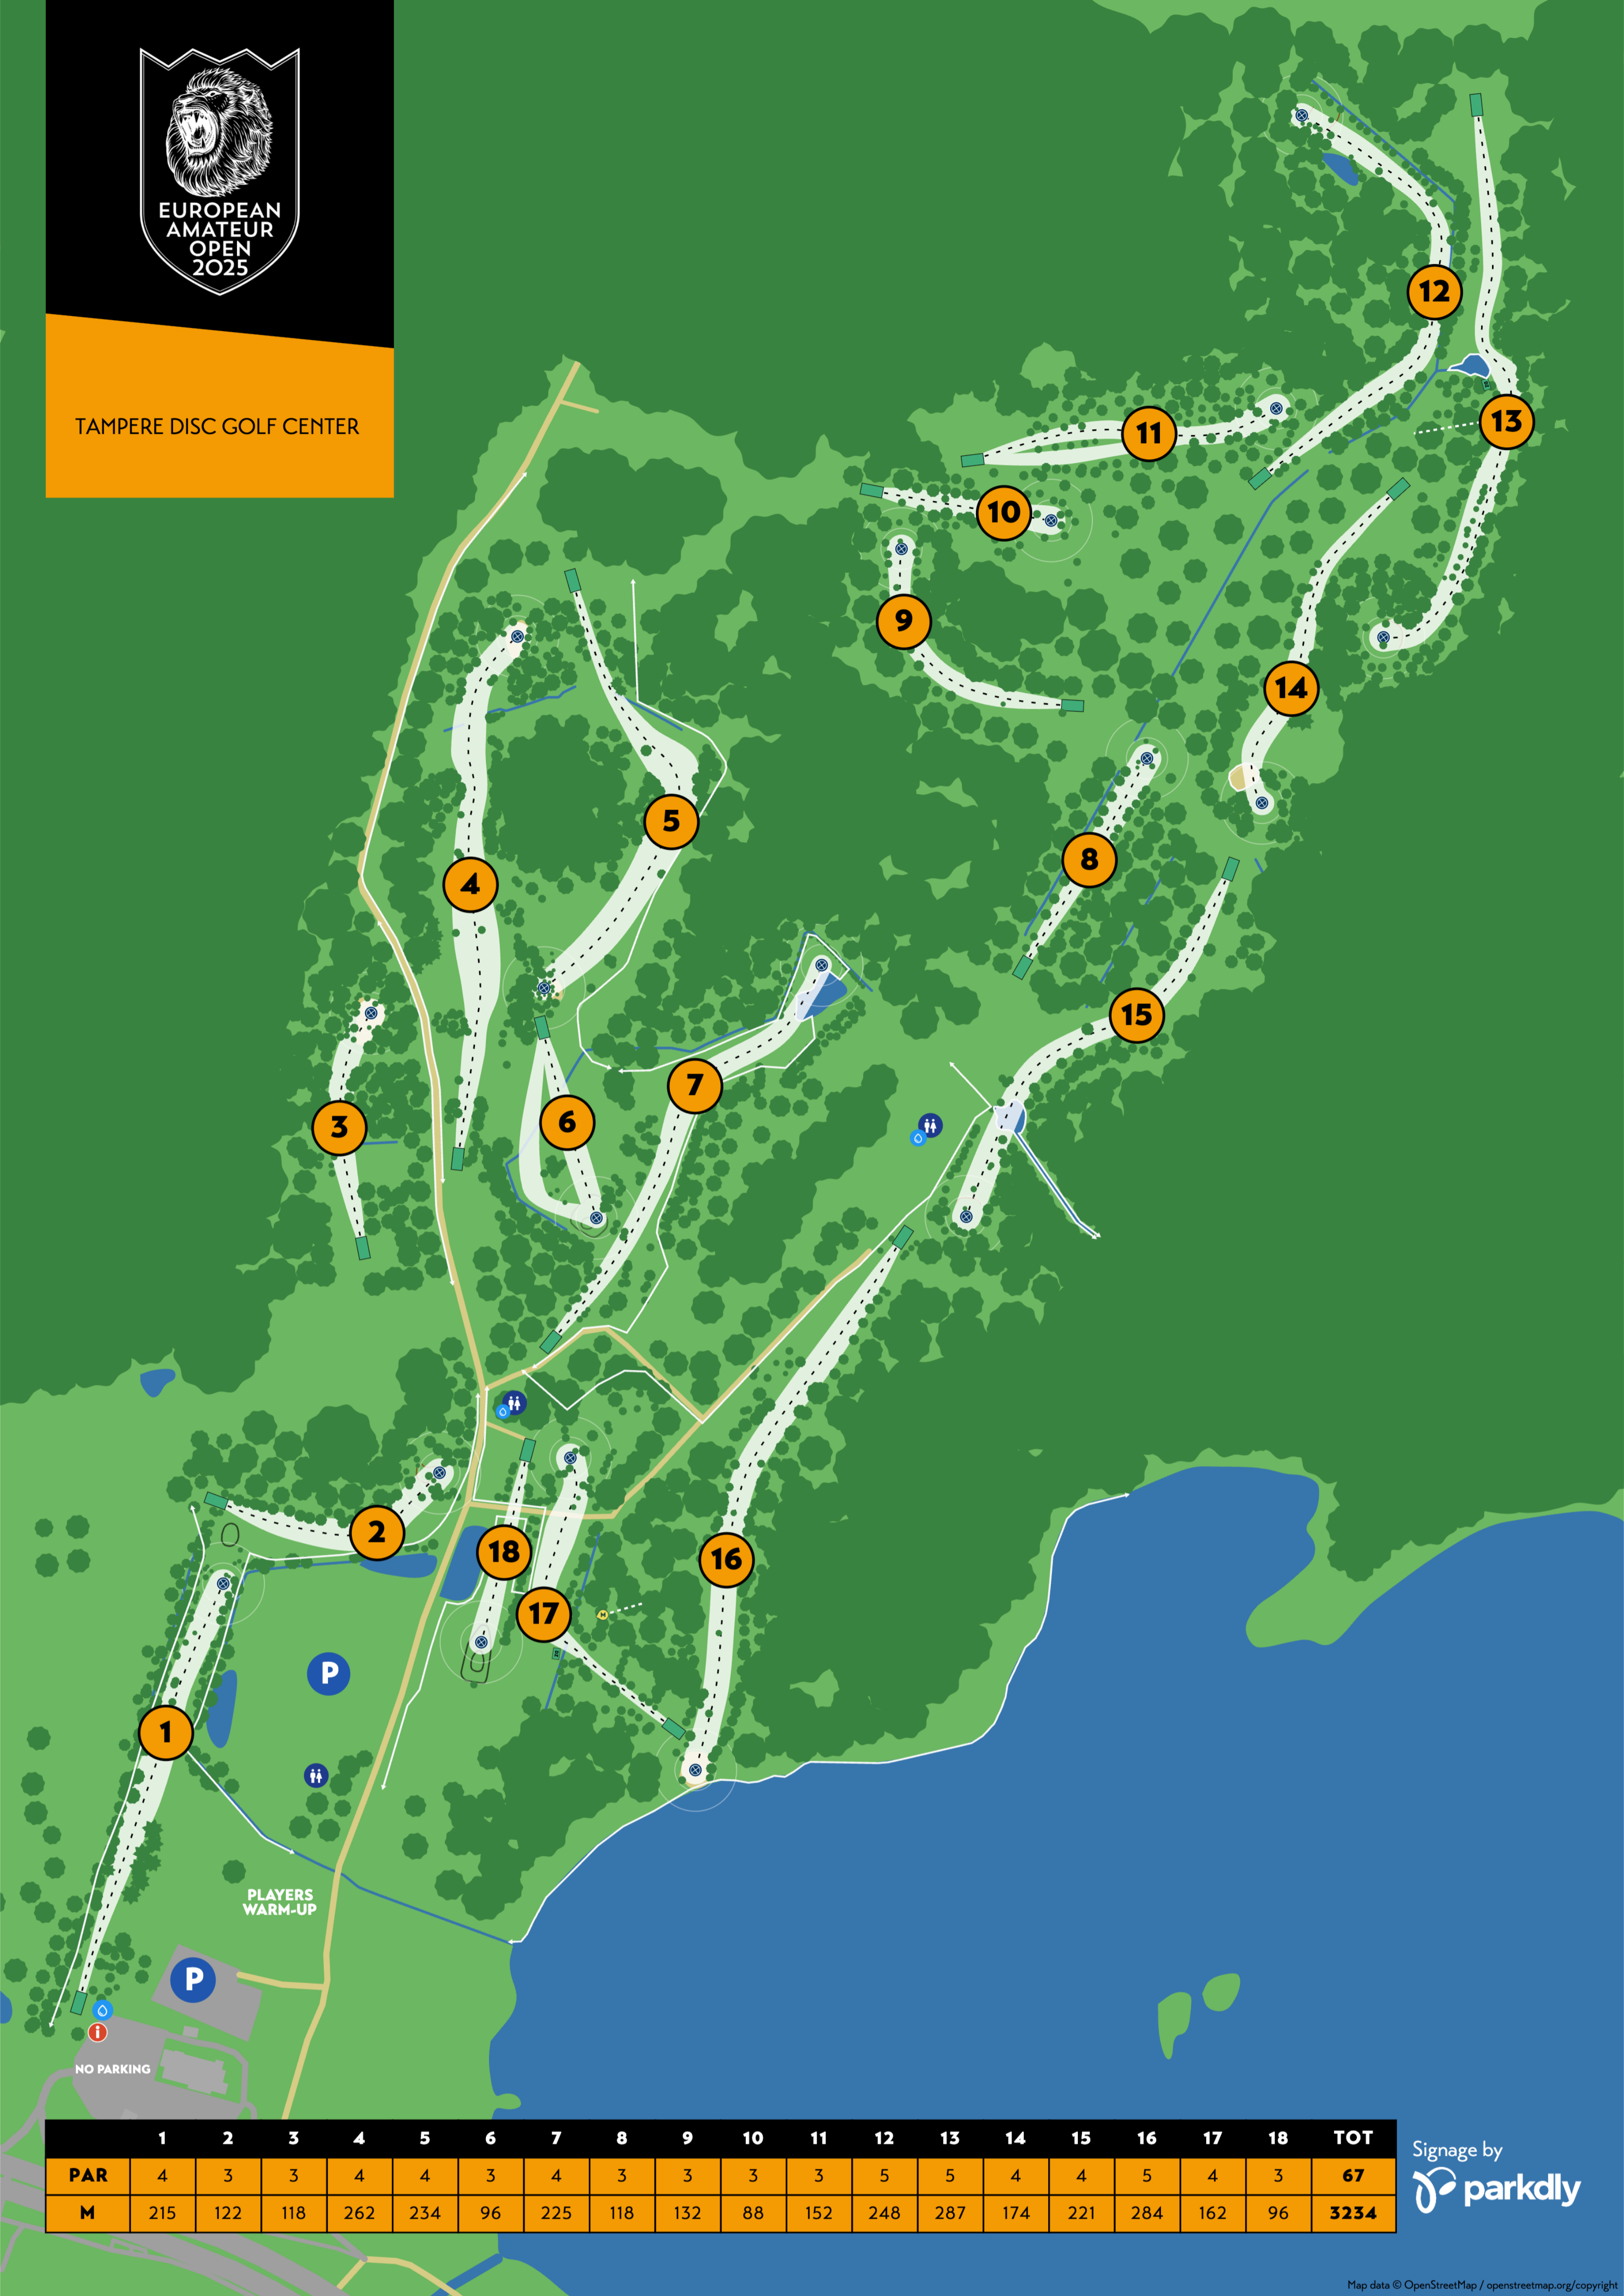 EUROPEAN
AMATEUR
OPEN
2025
TAMPERE DISC GOLF CENTER
12
13
11
10
9
14
5
8
4
15
7
6
3
2
18
16
17
P
1
PLAYERS
WARM-UP
P
i
NO PARKING
H
1 2 3 4 5 6 7 8 9 10 11 12 13 14 15 16 17 18 TOT
PAR 4 3 3 4 4 3 4 3 3 3 3 5 5 4 4 5 4 3 67
M 215 122 118 262 234 96 225 118 132 88 152 248 287 174 221 284 162 96 3234
Signage by
parkdly
Map data © OpenStreetMap / openstreetmap.org/copyright